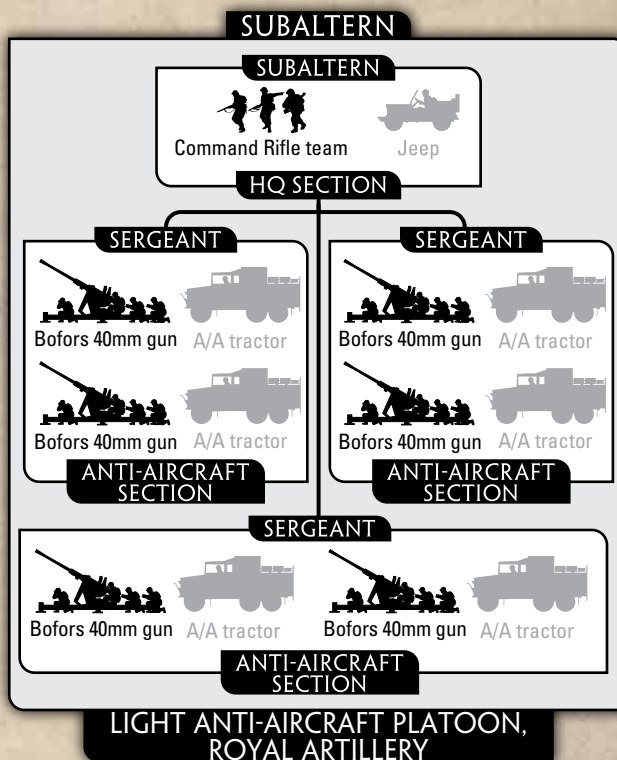 SUBALTERN
SUBALTERN
Command Rifle team
Jeep
HQ SECTION
SERGEANT
Bofors 40mm gun
A/A tractor
Bofors 40mm gun
A/A tractor
ANTI-AIRCRAFT
SECTION
SERGEANT
Bofors 40mm gun
A/A tractor
Bofors 40mm gun
A/A tractor
ANTI-AIRCRAFT
SECTION
SERGEANT
Bofors 40mm gun
A/A tractor
Bofors 40mm gun
A/A tractor
ANTI-AIRCRAFT
SECTION
LIGHT ANTI-AIRCRAFT PLATOON,
ROYAL ARTILLERY